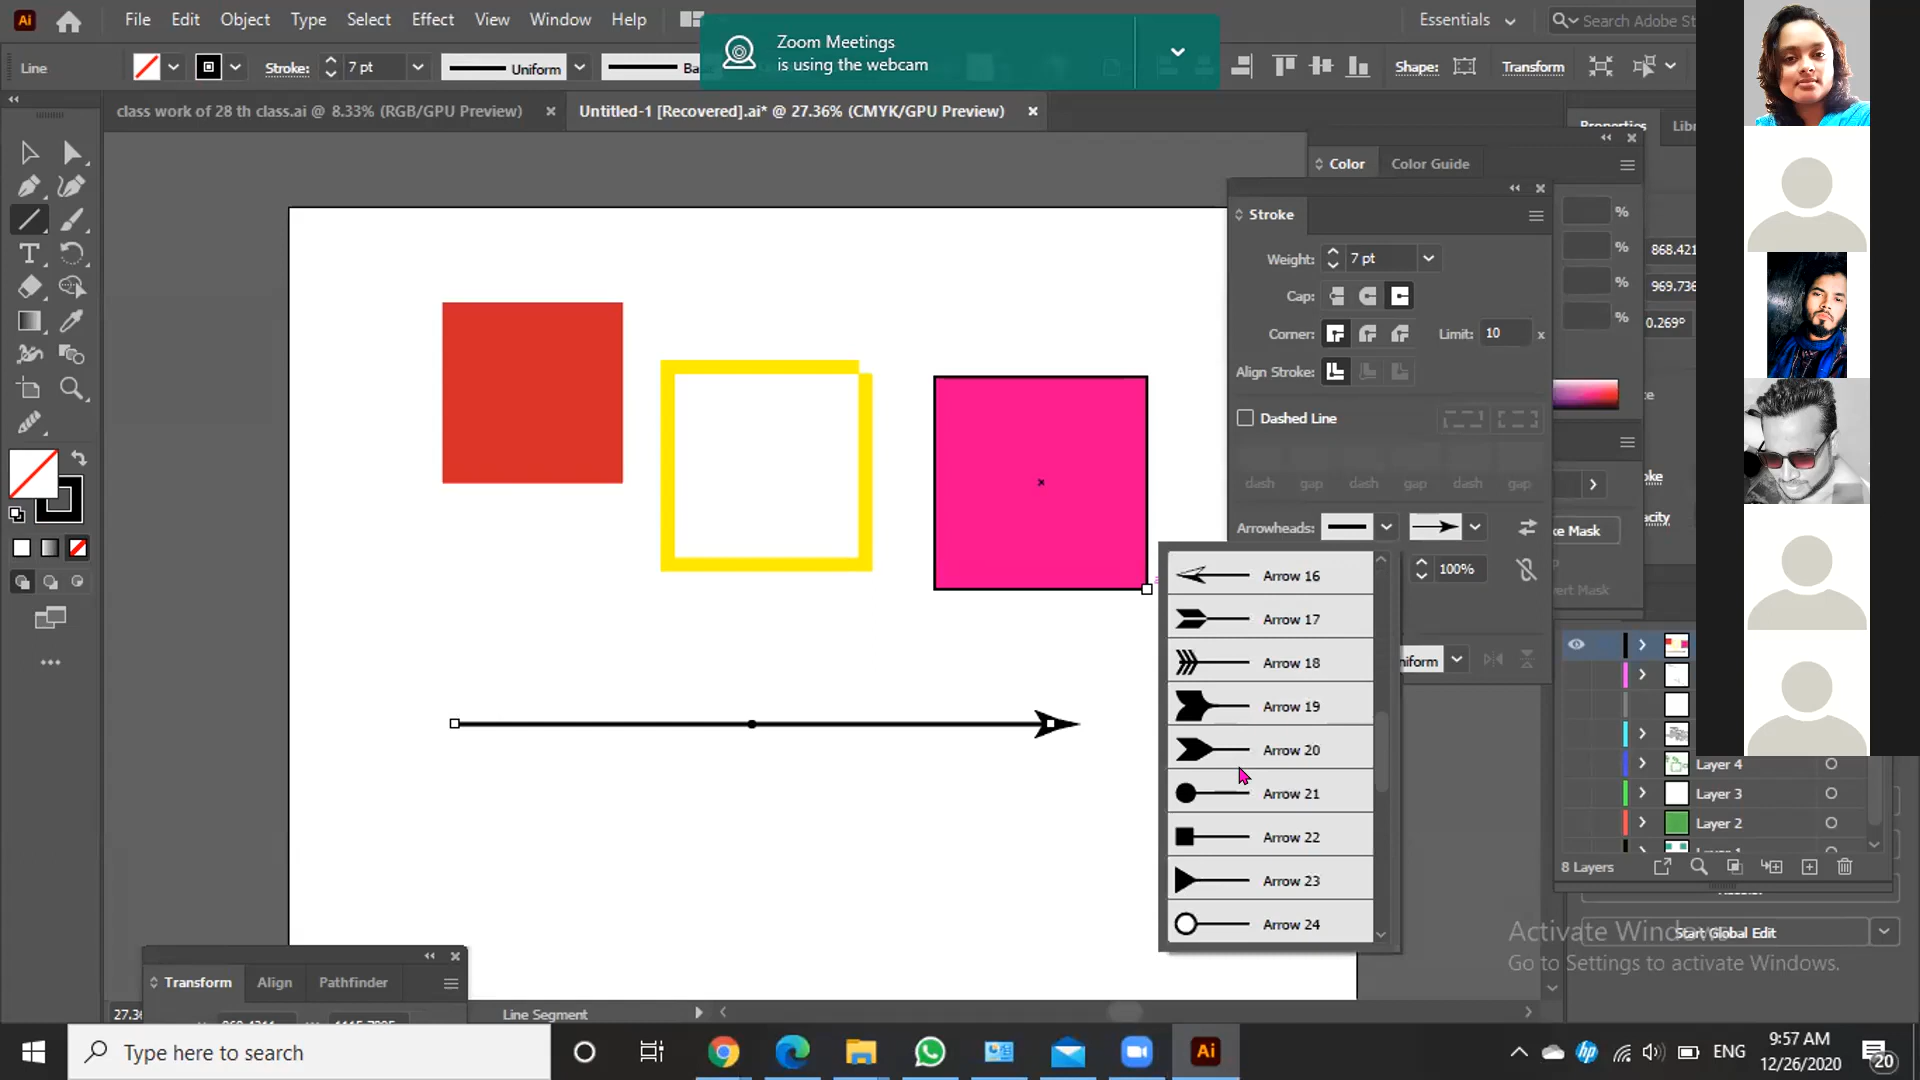 Ai File Edit Object Type Select Effect View Window Help Essentials Search Adobe St
Zoom Meetings
is using the webcam
Line Stroke: 7 pt Uniform Ba Shape: Transform
class work of 28 th class.ai @ 8.33% (RGB/GPU Preview) Untitled-1 [Recovered].ai* @ 27.36% (CMYK/GPU Preview)
Properties Lib
Color Color Guide
Stroke
%
%
868.421
Weight: 7 pt
%
969.736
Cap:
%
0.269°
Corner: Limit: 10 x
Align Stroke:
Dashed Line
dash gap dash gap dash gap
Arrowheads:
100%
Arrow 16
Arrow 17
Arrow 18
niform
Arrow 19
Arrow 20
Arrow 21
Arrow 22
Arrow 23
Arrow 24
oke
acity
ke Mask
ert Mask
Layer 4
Layer 3
Layer 2
8 Layers
Start Global Edit
Activate Windows
Go to Settings to activate Windows.
Transform Align Pathfinder
27.36
Line Segment
Type here to search
Ai
ENG
9:57 AM
12/26/2020
20